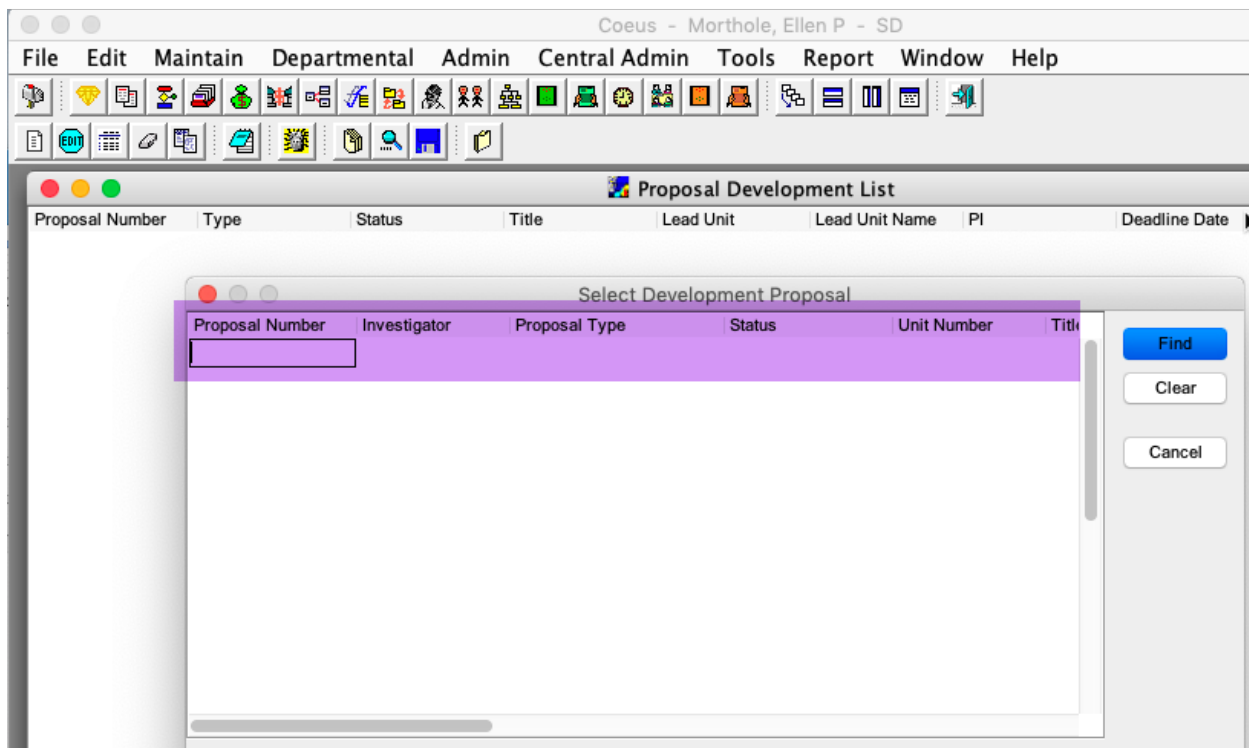 Coeus - Morthole, Ellen P - SD
File Edit Maintain Departmental Admin Central Admin Tools Report Window Help
EDIT
Proposal Development List
Proposal Number Type Status Title Lead Unit Lead Unit Name PI Deadline Date
Select Development Proposal
Proposal Number Investigator Proposal Type Status Unit Number Title
Find
Clear
Cancel